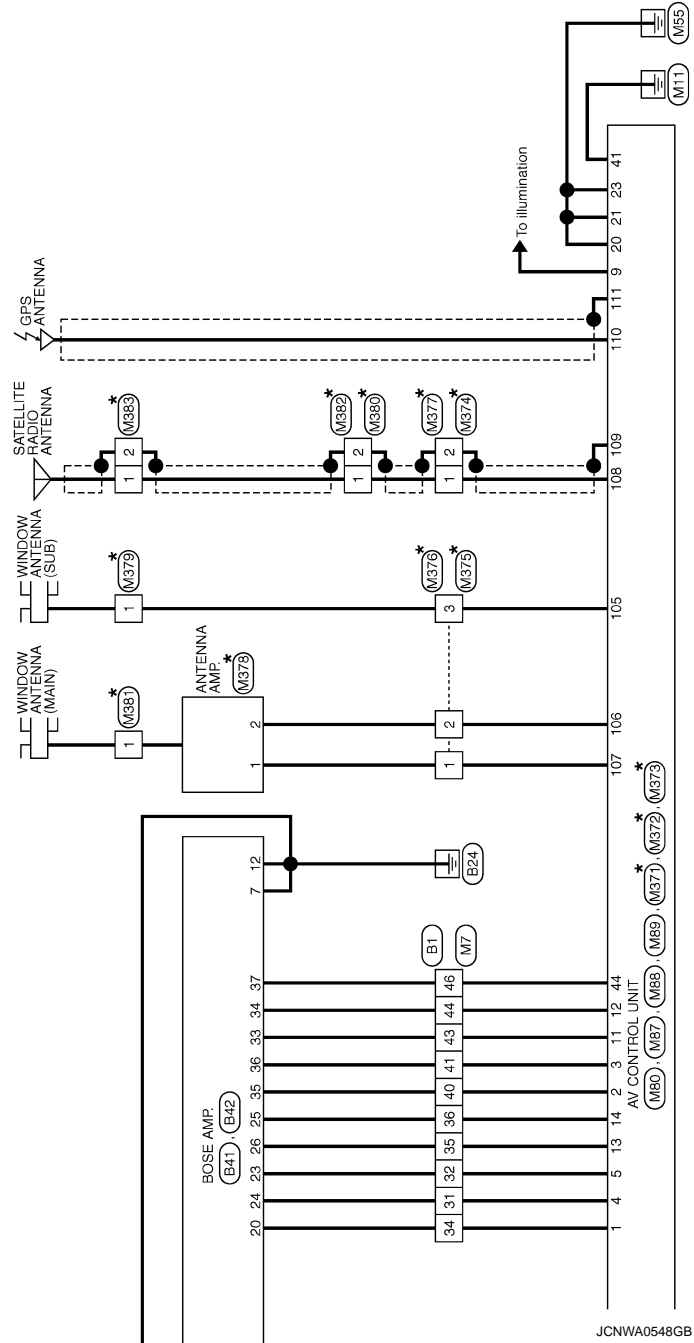 BOSE AMP.
B41 , B42
20 24 23 26 25 35 36 33 34 37 7 12
34 31 32 35 36 40 41 43 44 46
B1
M7
B24
WINDOW
ANTENNA
(MAIN)
1
* M381
ANTENNA
AMP. *
M378
1 2
1 2
WINDOW
ANTENNA
(SUB)
1
* M379
3
* M376
* M375
SATELLITE
RADIO
ANTENNA
1 2
* M383
1 2
* M382
* M380
1 2
* M377
* M374
GPS
ANTENNA
To illumination
M11
M55
1 4 5 13 14 2 3 11 12 44 107 106 105 108 109 110 111 9 20 21 23 41
AV CONTROL UNIT
M80 , M87 , M88 , M89 , M371 * , M372 * , M373 *
JCNWA0548GB